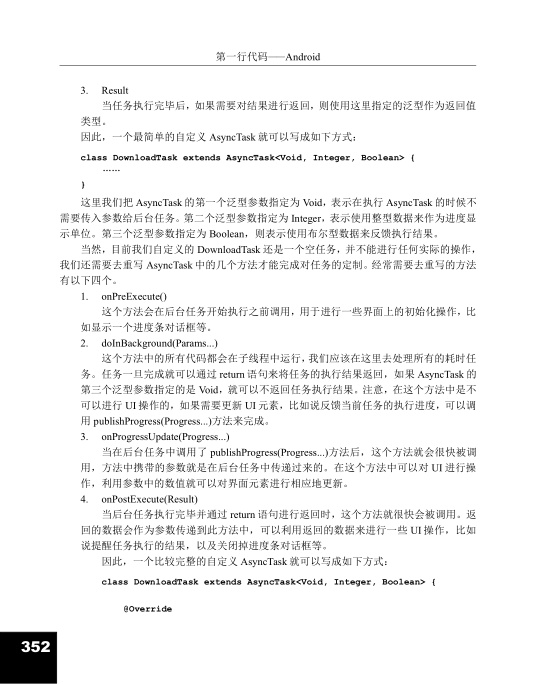 第一行代码——Android
3. Result
当任务执行完毕后，如果需要对结果进行返回，则使用这里指定的泛型作为返回值
类型。
因此，一个最简单的自定义 AsyncTask 就可以写成如下方式：
class DownloadTask extends AsyncTask<Void, Integer, Boolean> {
……
}
这里我们把 AsyncTask 的第一个泛型参数指定为 Void，表示在执行 AsyncTask 的时候不
需要传入参数给后台任务。第二个泛型参数指定为 Integer，表示使用整型数据来作为进度显
示单位。第三个泛型参数指定为 Boolean，则表示使用布尔型数据来反馈执行结果。
当然，目前我们自定义的 DownloadTask 还是一个空任务，并不能进行任何实际的操作，
我们还需要去重写 AsyncTask 中的几个方法才能完成对任务的定制。经常需要去重写的方法
有以下四个。
1. onPreExecute()
这个方法会在后台任务开始执行之前调用，用于进行一些界面上的初始化操作，比
如显示一个进度条对话框等。
2. doInBackground(Params...)
这个方法中的所有代码都会在子线程中运行，我们应该在这里去处理所有的耗时任
务。任务一旦完成就可以通过 return 语句来将任务的执行结果返回，如果 AsyncTask 的
第三个泛型参数指定的是 Void，就可以不返回任务执行结果。注意，在这个方法中是不
可以进行 UI 操作的，如果需要更新 UI 元素，比如说反馈当前任务的执行进度，可以调
用 publishProgress(Progress...)方法来完成。
3. onProgressUpdate(Progress...)
当在后台任务中调用了 publishProgress(Progress...)方法后，这个方法就会很快被调
用，方法中携带的参数就是在后台任务中传递过来的。在这个方法中可以对 UI 进行操
作，利用参数中的数值就可以对界面元素进行相应地更新。
4. onPostExecute(Result)
当后台任务执行完毕并通过 return 语句进行返回时，这个方法就很快会被调用。返
回的数据会作为参数传递到此方法中，可以利用返回的数据来进行一些 UI 操作，比如
说提醒任务执行的结果，以及关闭掉进度条对话框等。
因此，一个比较完整的自定义 AsyncTask 就可以写成如下方式：
class DownloadTask extends AsyncTask<Void, Integer, Boolean> {
@Override
352